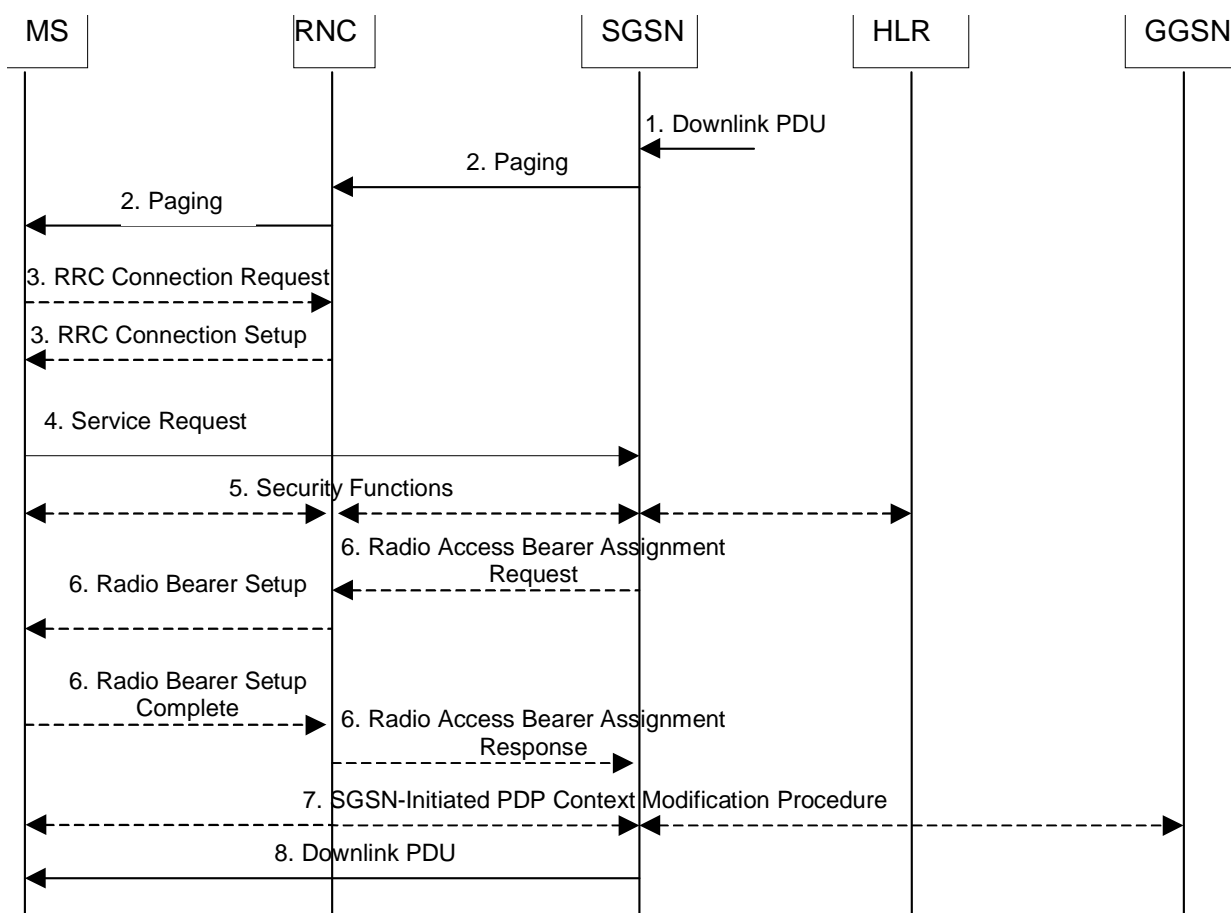 MS
RNC
SGSN
HLR
GGSN
1. Downlink PDU
2. Paging
2. Paging
3. RRC Connection Request
3. RRC Connection Setup
4. Service Request
5. Security Functions
6. Radio Access Bearer Assignment
Request
6. Radio Bearer Setup
6. Radio Bearer Setup
Complete
6. Radio Access Bearer Assignment
Response
7. SGSN-Initiated PDP Context Modification Procedure
8. Downlink PDU